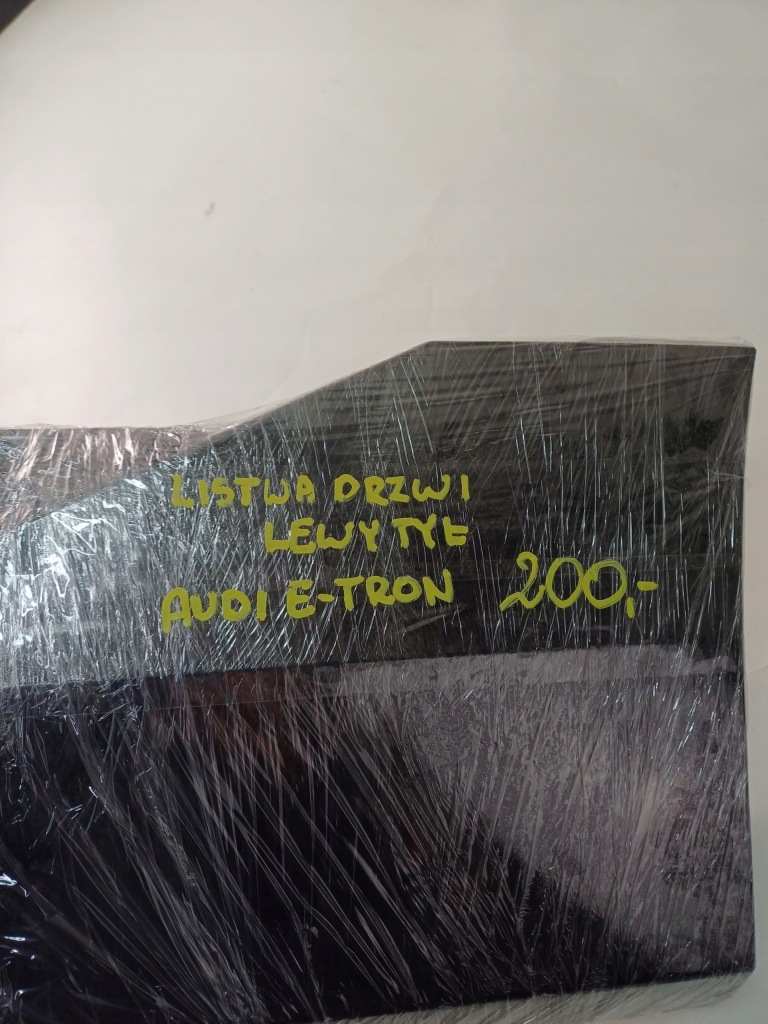 LISTWA DRZWI
LEWY TYŁ
AUDI E-TRON 200,-